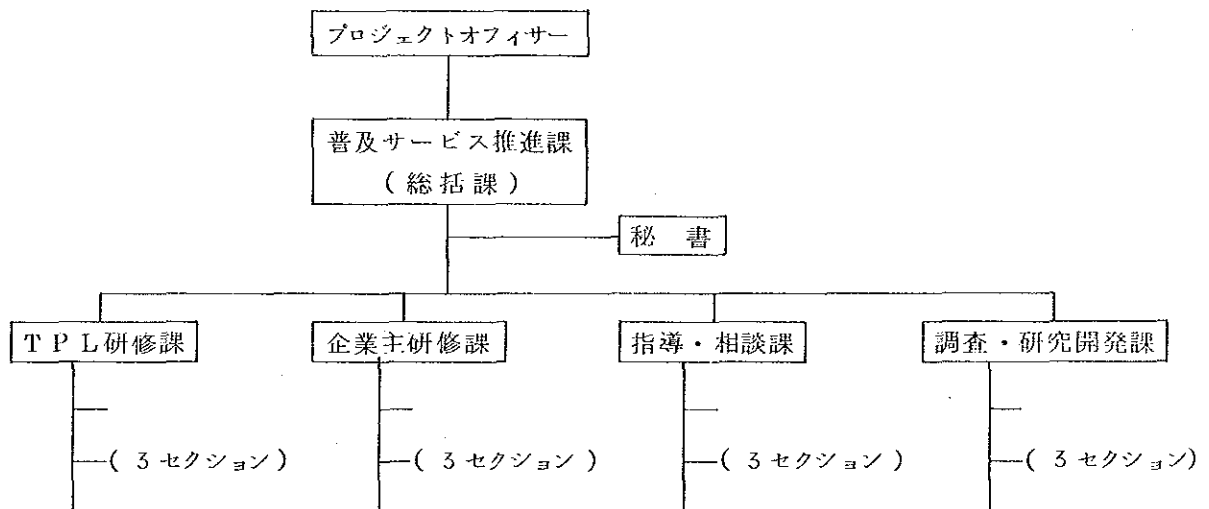 プロジェクトオフィサー
普及サービス推進課
(総括課)
秘 書
TPL研修課
企業主研修課
指導・相談課
調査・研究開発課
(3セクション)
(3セクション)
(3セクション)
(3セクション)